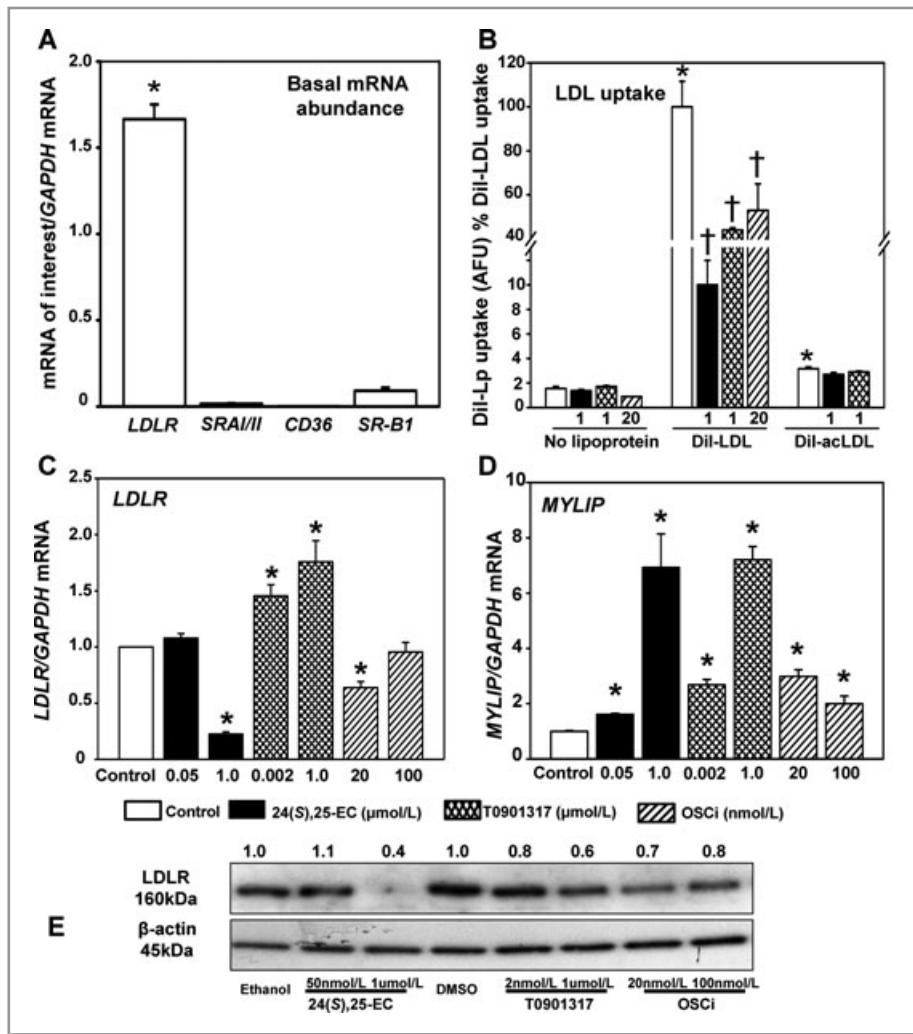 A
2.0
1.5
1.0
0.5
0
mRNA of interest/GAPDH mRNA
*
Basal mRNA
abundance
LDLR SRAI/II CD36 SR-B1
B
120
100
80
60
40
10
8
6
4
2
0
DiI-Lp uptake (AFU) % DiI-LDL uptake
LDL uptake
* † † † *
1 1 20 1 1 20 1 1
No lipoprotein DiI-LDL DiI-acLDL
C
2.5
2.0
1.5
1.0
0.5
0
LDLR/GAPDH mRNA
LDLR
* * * *
Control 0.05 1.0 0.002 1.0 20 100
D
10
8
6
4
2
0
MYLIP/GAPDH mRNA
MYLIP
* * * * * *
Control 0.05 1.0 0.002 1.0 20 100
Control 24(S),25-EC (µmol/L) T0901317 (µmol/L) OSCi (nmol/L)
E
1.0 1.1 0.4 1.0 0.8 0.6 0.7 0.8
LDLR
160kDa
β-actin
45kDa
Ethanol 50nmol/L 1umol/L DMSO 2nmol/L 1umol/L 20nmol/L 100nmol/L
24(S),25-EC T0901317 OSCi